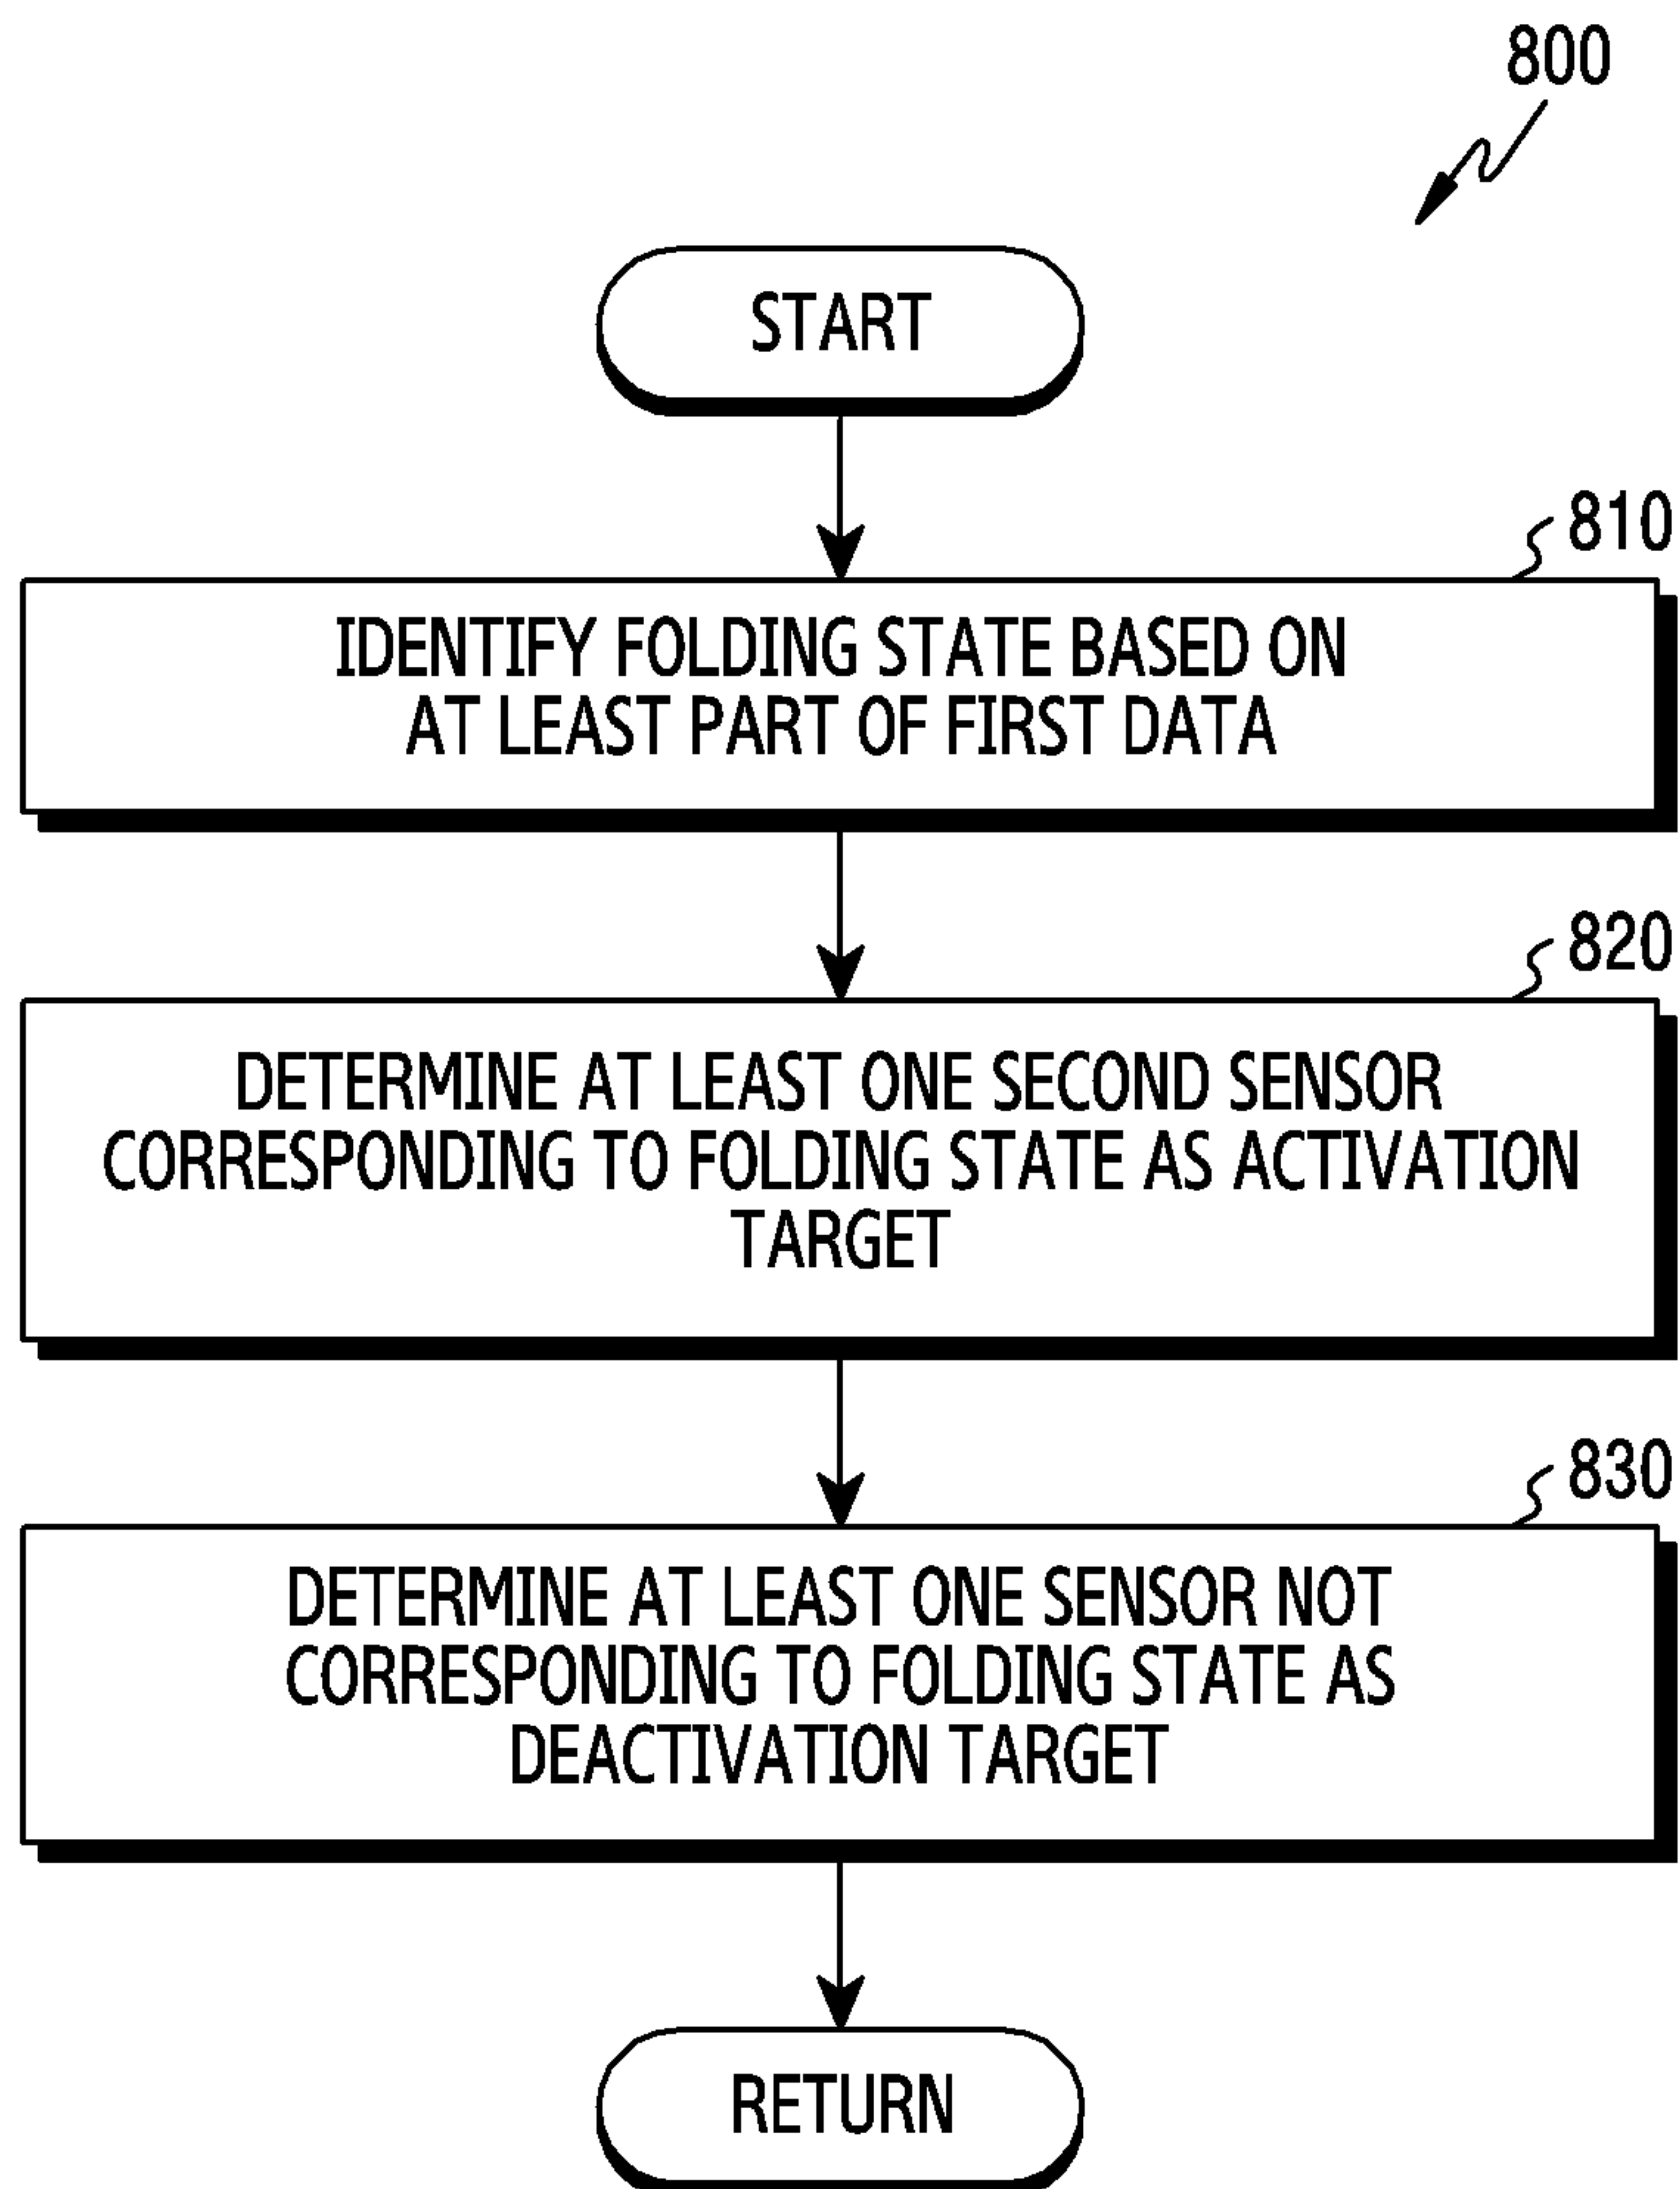 800
START
810
IDENTIFY FOLDING STATE BASED ON
AT LEAST PART OF FIRST DATA
820
DETERMINE AT LEAST ONE SECOND SENSOR
CORRESPONDING TO FOLDING STATE AS ACTIVATION
TARGET
830
DETERMINE AT LEAST ONE SENSOR NOT
CORRESPONDING TO FOLDING STATE AS
DEACTIVATION TARGET
RETURN